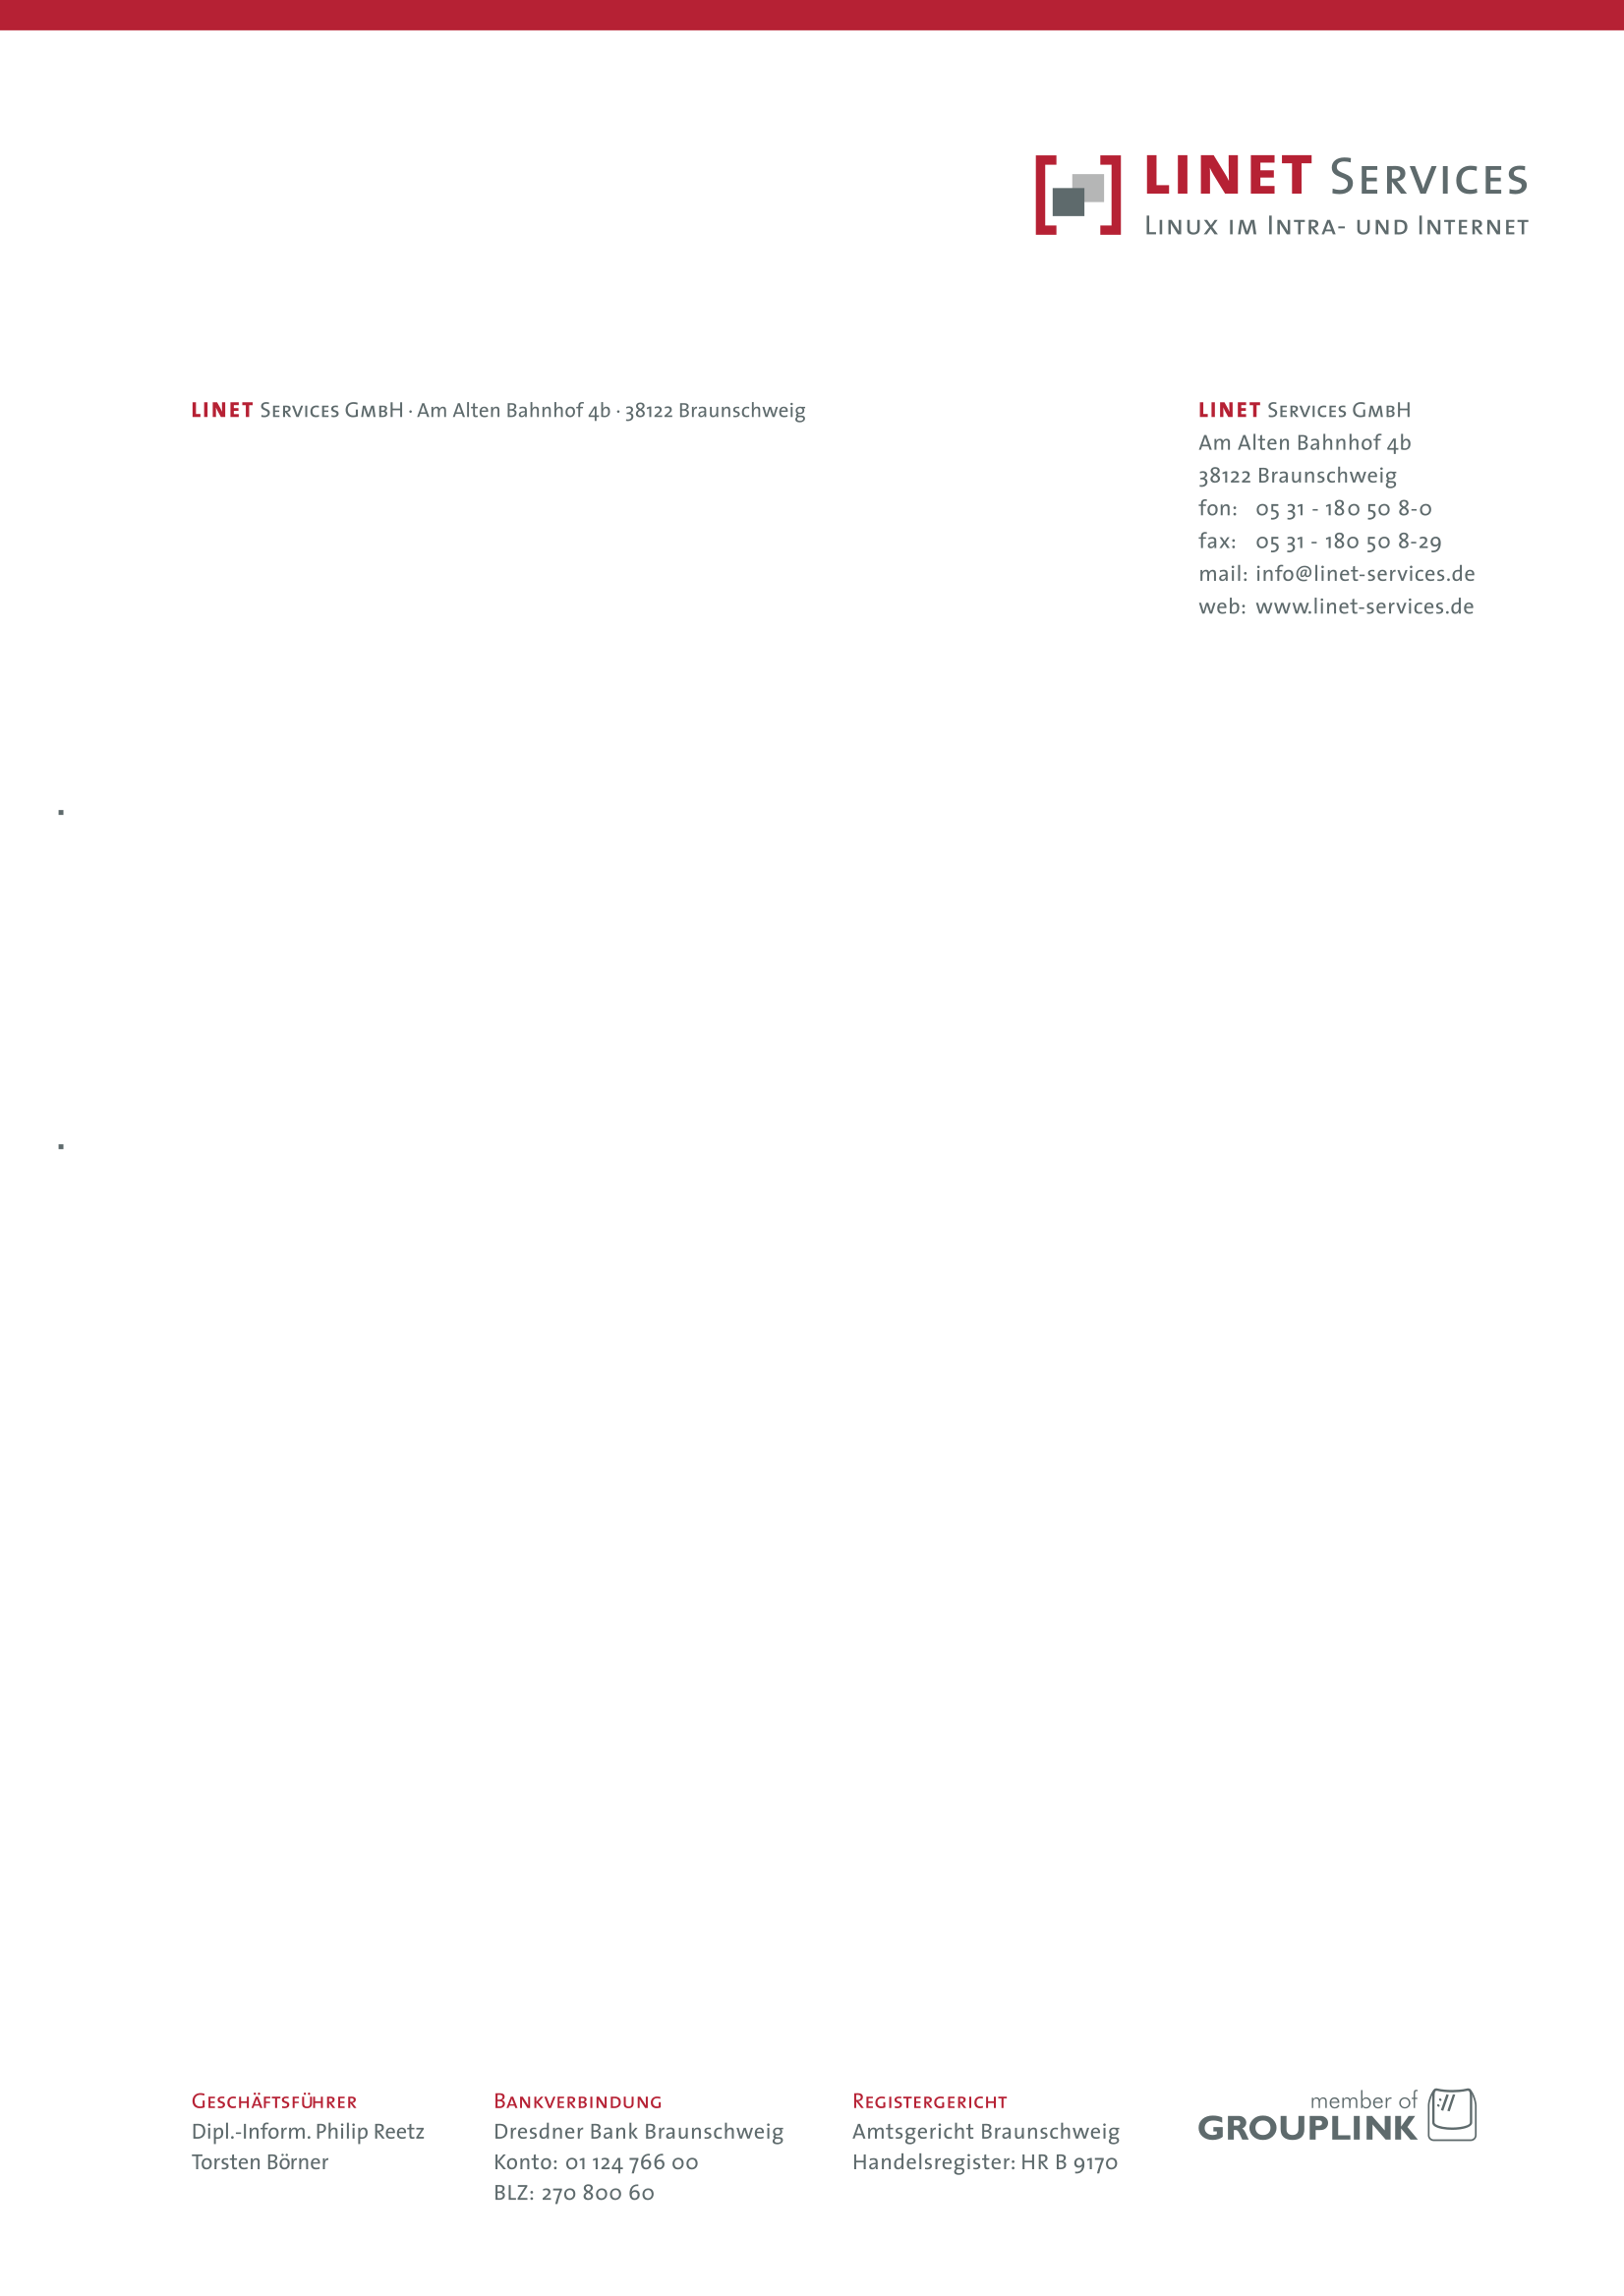 LINET Services
Linux im Intra- und Internet
LINET Services GmbH · Am Alten Bahnhof 4b · 38122 Braunschweig
LINET Services GmbH
Am Alten Bahnhof 4b
38122 Braunschweig
fon: 05 31 - 180 50 8-0
fax: 05 31 - 180 50 8-29
mail: info@linet-services.de
web: www.linet-services.de
Geschäftsführer
Dipl.-Inform. Philip Reetz
Torsten Börner
Bankverbindung
Dresdner Bank Braunschweig
Konto: 01 124 766 00
BLZ: 270 800 60
Registergericht
Amtsgericht Braunschweig
Handelsregister: HR B 9170
member of
GROUPLINK